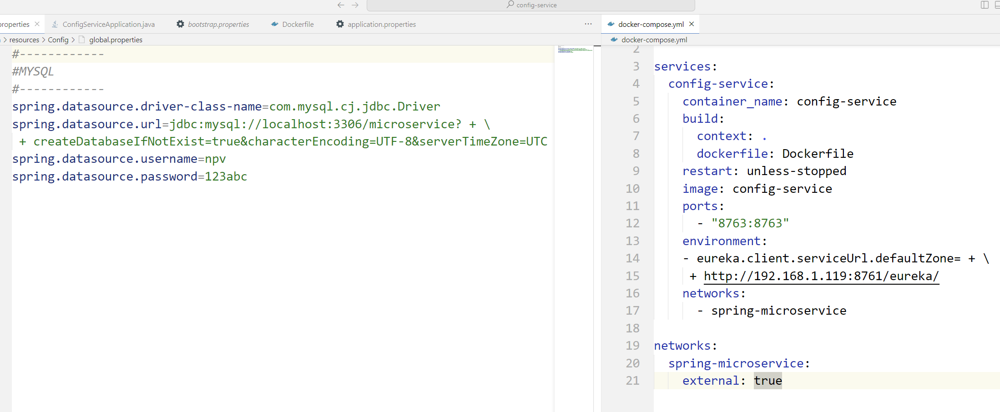 config-service
roperties
ConfigServiceApplication.java
bootstrap.properties
Dockerfile
application.properties
resources > Config > global.properties
#------------
#MYSQL
#------------
spring.datasource.driver-class-name=com.mysql.cj.jdbc.Driver
spring.datasource.url=jdbc:mysql://localhost:3306/microservice? + \
+ createDatabaseIfNotExist=true&characterEncoding=UTF-8&serverTimeZone=UTC
spring.datasource.username=npv
spring.datasource.password=123abc
docker-compose.yml
docker-compose.yml
2
3 services:
4 config-service:
5 container_name: config-service
6 build:
7 context: .
8 dockerfile: Dockerfile
9 restart: unless-stopped
10 image: config-service
11 ports:
12 - "8763:8763"
13 environment:
14 - eureka.client.serviceUrl.defaultZone= + \
15 + http://192.168.1.119:8761/eureka/
16 networks:
17 - spring-microservice
18
19 networks:
20 spring-microservice:
21 external: true